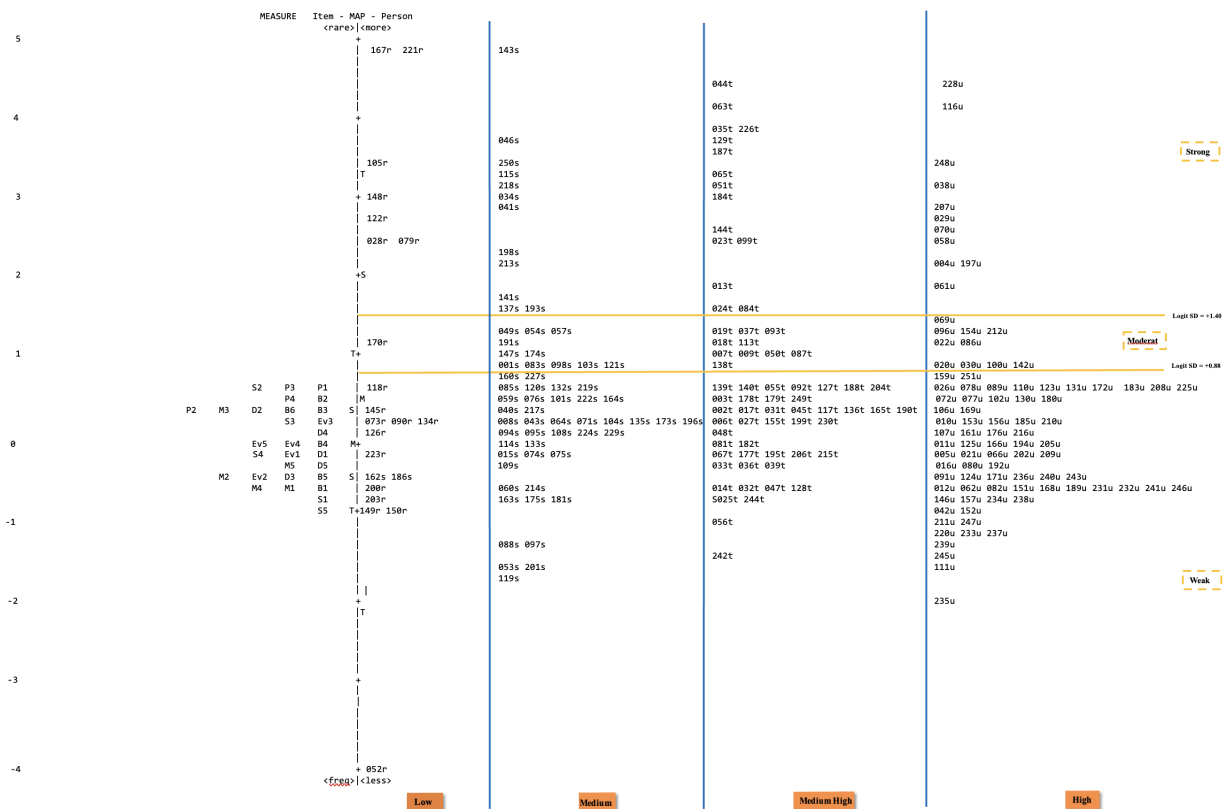 MEASURE Item - MAP - Person
<rare>|<more>
5 +
167r 221r 143s
044t 228u
063t 116u
4 +
035t 226t
046s 129t
187t
Strong
105r 250s 248u
|T 115s 065t
218s 051t 038u
3 + 148r 034s 184t
041s 207u
122r 029u
144t 070u
028r 079r 023t 099t 058u
198s
213s 004u 197u
2 +S
013t 061u
141s
137s 193s 024t 084t
Logit SD = +1.40
069u
049s 054s 057s 019t 037t 093t 096u 154u 212u
170r 191s 018t 113t 022u 086u
Moderat
1 T+ 147s 174s 007t 009t 050t 087t
001s 083s 098s 103s 121s 138t 020u 030u 100u 142u
Logit SD = +0.88
160s 227s 159u 251u
S2 P3 P1 | 118r 085s 120s 132s 219s 139t 140t 055t 092t 127t 188t 204t 026u 078u 089u 110u 123u 131u 172u 183u 208u 225u
P4 B2 |M 059s 076s 101s 222s 164s 003t 178t 179t 249t 072u 077u 102u 130u 180u
P2 M3 D2 B6 B3 S| 145r 040s 217s 002t 017t 031t 045t 117t 136t 165t 190t 106u 169u
S3 Ev3 | 073r 090r 134r 008s 043s 064s 071s 104s 135s 173s 196s 006t 027t 155t 199t 230t 010u 153u 156u 185u 210u
D4 | 126r 094s 095s 108s 224s 229s 048t 107u 161u 176u 216u
0 Ev5 Ev4 B4 M+ 114s 133s 081t 182t 011u 125u 166u 194u 205u
S4 Ev1 D1 | 223r 015s 074s 075s 067t 177t 195t 206t 215t 005u 021u 066u 202u 209u
M5 D5 | 109s 033t 036t 039t 016u 080u 192u
M2 Ev2 D3 B5 S| 162s 186s 091u 124u 171u 236u 240u 243u
M4 M1 B1 | 200r 060s 214s 014t 032t 047t 128t 012u 062u 082u 151u 168u 189u 231u 232u 241u 246u
S1 | 203r 163s 175s 181s S025t 244t 146u 157u 234u 238u
S5 T+149r 150r 042u 152u
-1 056t 211u 247u
220u 233u 237u
088s 097s 239u
242t 245u
053s 201s 111u
119s
Weak
| |
-2 + 235u
|T
-3 +
-4 + 052r
<freq>|<less>
Low Medium Medium High High